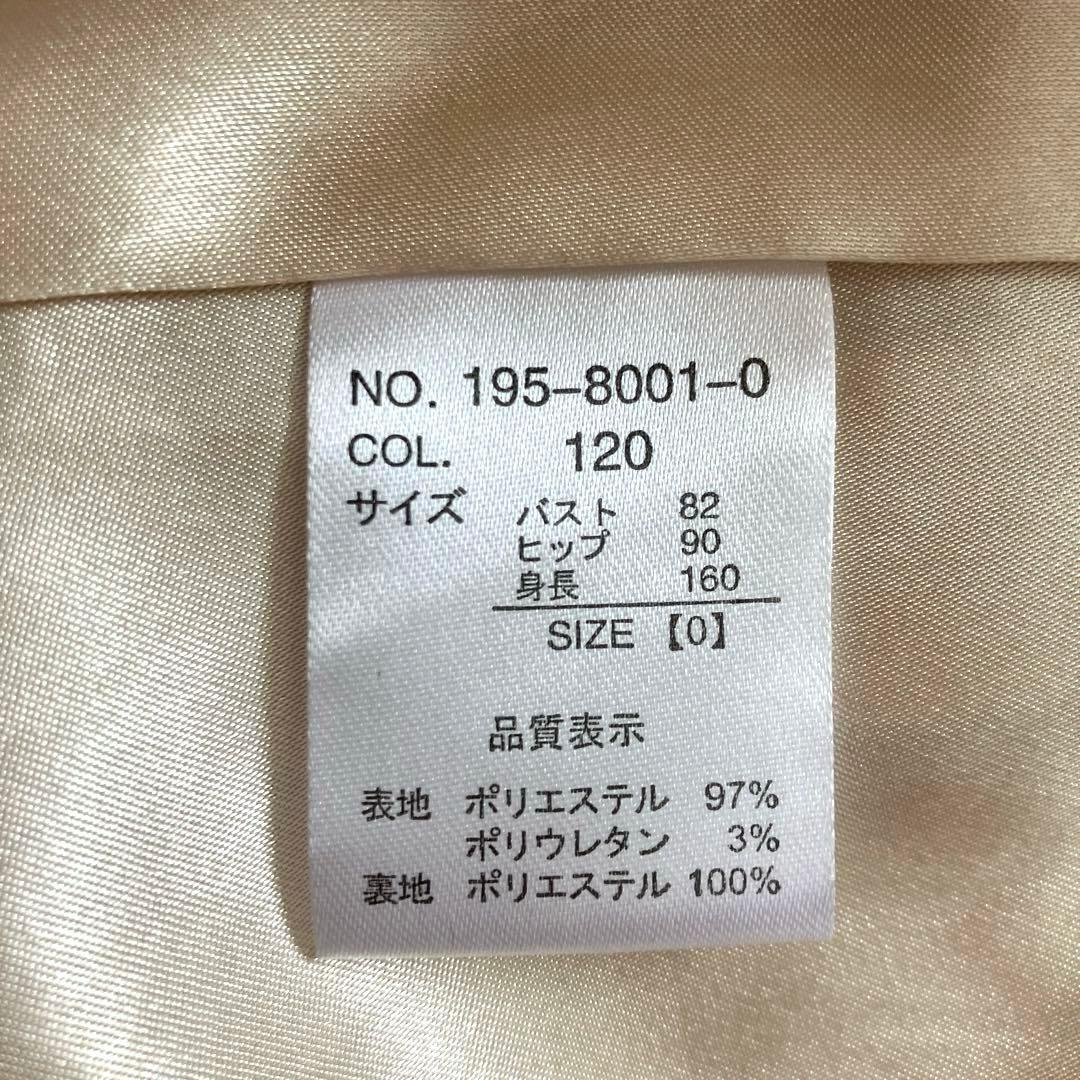 NO. 195-8001-0
COL. 120
サイズ バスト 82
ヒップ 90
身長 160
SIZE 【0】
品質表示
表地 ポリエステル 97%
ポリウレタン 3%
裏地 ポリエステル 100%